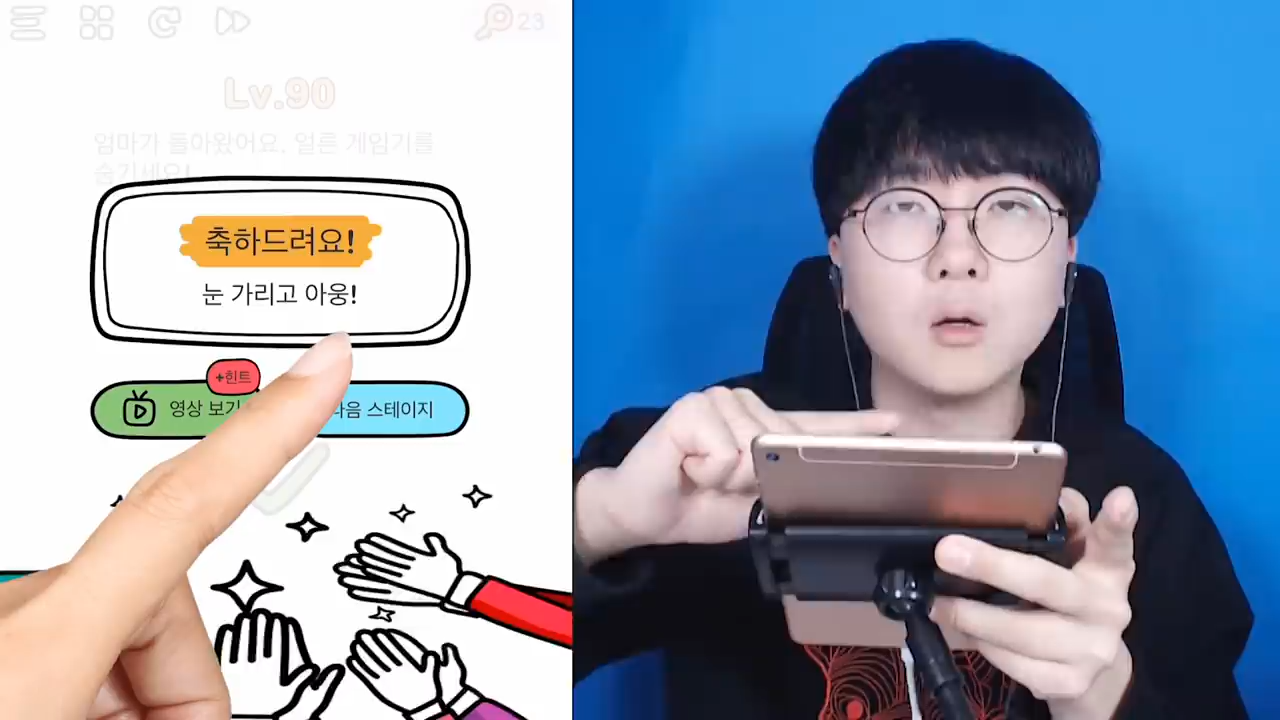 23
Lv.90
엄마가 돌아왔어요. 얼른 게임기를
숨기세요!
축하드려요!
눈 가리고 아웅!
+힌트
영상 보기
다음 스테이지